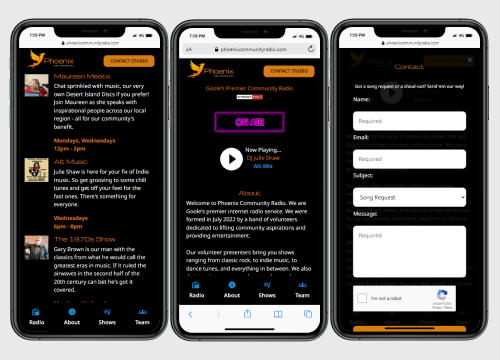 7:59 PM
4G
phoenixcommunityradio.com
Phoenix
CONTACT STUDIO
Maureen Meets
Chat sprinkled with music, our very
own Desert Island Discs if you prefer!
Join Maureen as she speaks with
inspirational people across our local
region - all for our community's
benefit.
Mondays, Wednesdays
12pm - 2pm
Alt Music
Julie Shaw is here for your fix of Indie
music. So get grooving to some chill
tunes and get off your feet for the
fast ones. There's something for
everyone.
Wednesdays
6pm - 8pm
The 1970s Show
Gary Brown is our man with the
classics from what he would call the
greatest eras in music. If it ruled the
airwaves in the second half of the
20th century can bet he's got it
covered.
Radio About Shows Team
7:58 PM
4G
AA
phoenixcommunityradio.com
Phoenix
CONTACT STUDIO
Goole's Premier Community Radio
ON AIR
Now Playing...
DJ Julie Shaw
Alt Mix
About
Welcome to Phoenix Community Radio. We are
Goole's premier internet radio service. We were
formed in July 2022 by a band of volunteers
dedicated to lifting community aspirations and
providing entertainment.
Our volunteer presenters bring you shows
ranging from classic rock, to indie music, to
dance tunes, and everything in between. We also
Radio About Shows Team
7:59 PM
4G
phoenixcommunityradio.com
Contact
Got a song request or a shout-out? Send 'em our way!
Name:
Required
Email:
Required
Subject:
Song Request
Message:
Required
I'm not a robot
reCAPTCHA
Privacy - Terms